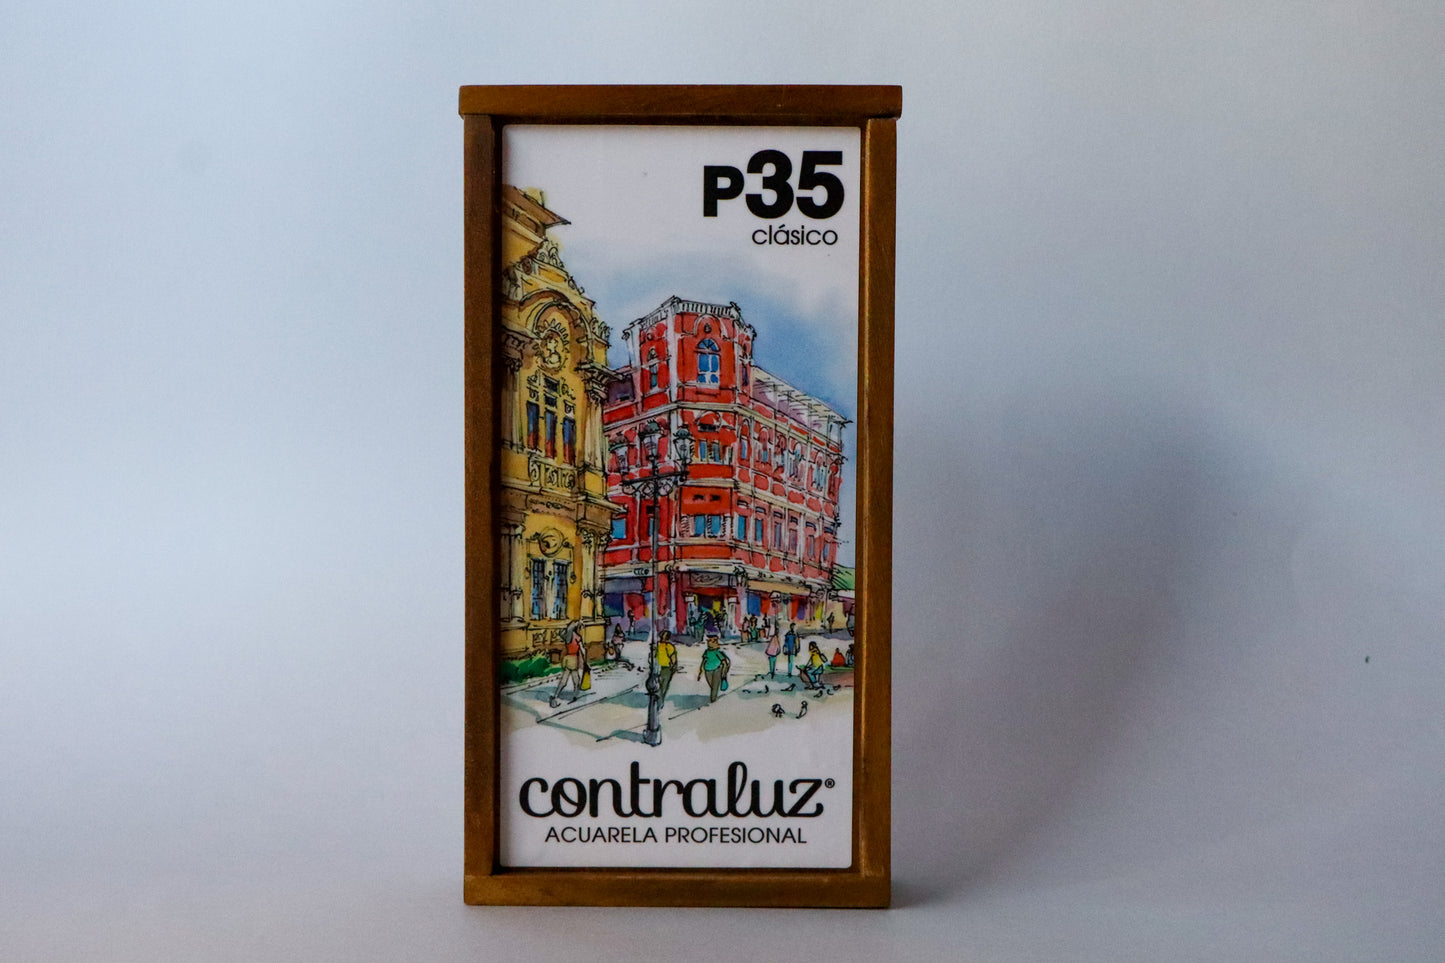 P35
clásico
contraluz®
ACUARELA PROFESIONAL